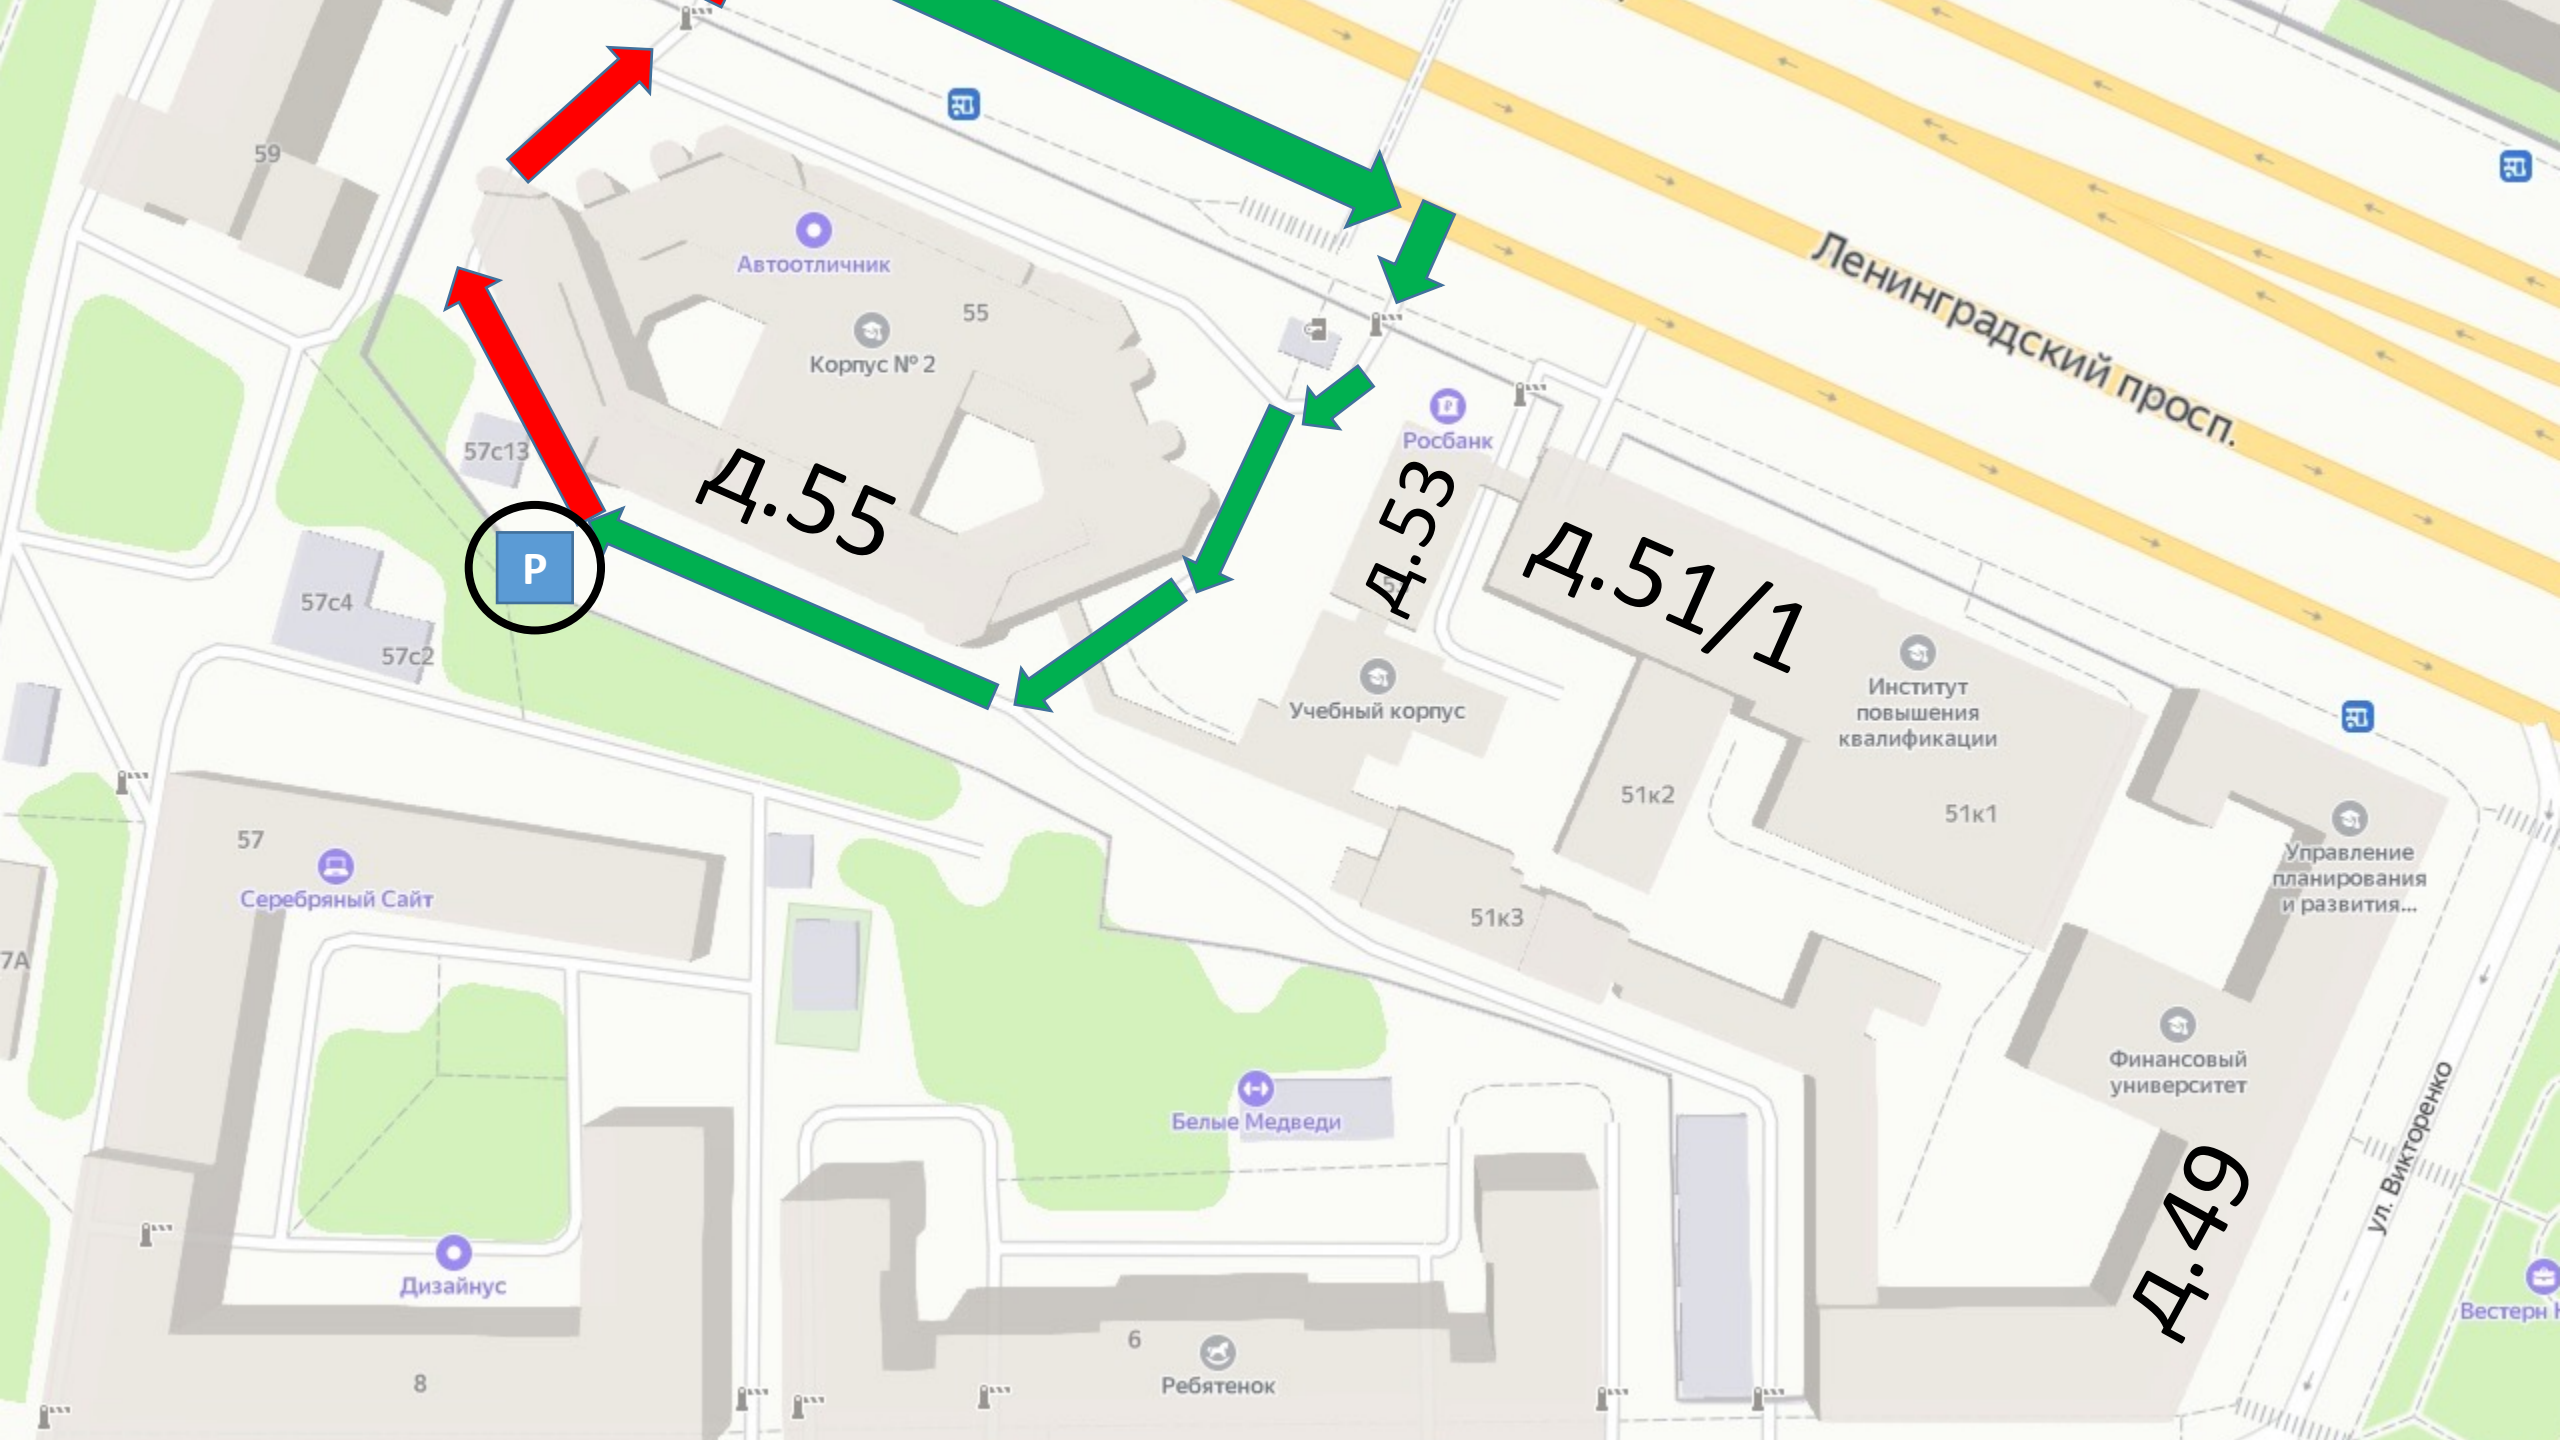 59
Автоотличник
55
Корпус № 2
Ленинградский просп.
Росбанк
57с13
д.55
д.53
д.51/1
P
57с4
57с2
Учебный корпус
Институт
повышения
квалификации
51к2
51к1
57
Серебряный Сайт
Управление
планирования
и развития...
51к3
7А
Финансовый
университет
Белые Медведи
ул. Викторенко
д.49
Дизайнус
Вестерн
6
8
Ребятенок